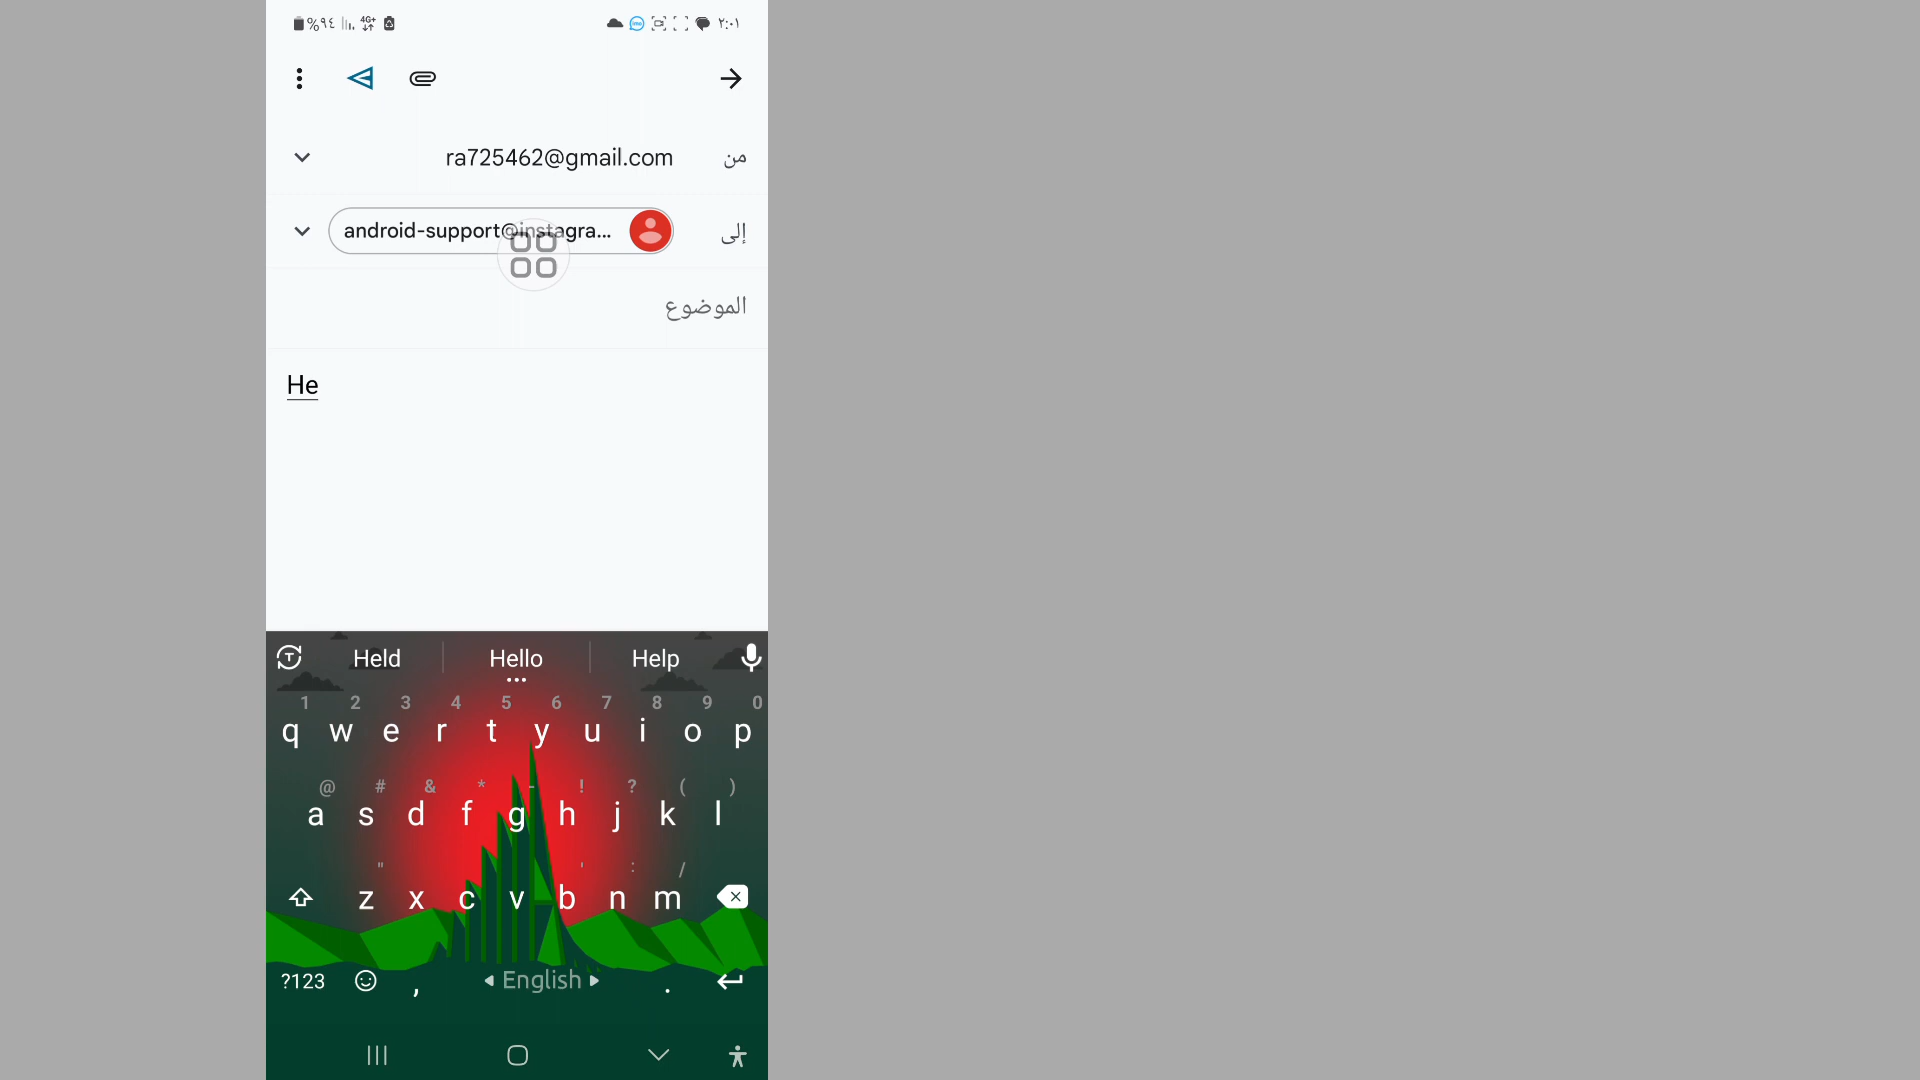 %٩٤ 4G+ ٢:٠١
من ra725462@gmail.com
إلى android-support@instagra...
الموضوع
He
Held Hello Help
1 2 3 4 5 6 7 8 9 0
q w e r t y u i o p
@ # & * - ! ? ( )
a s d f g h j k l
" ' : /
z x c v b n m
?123 , English .